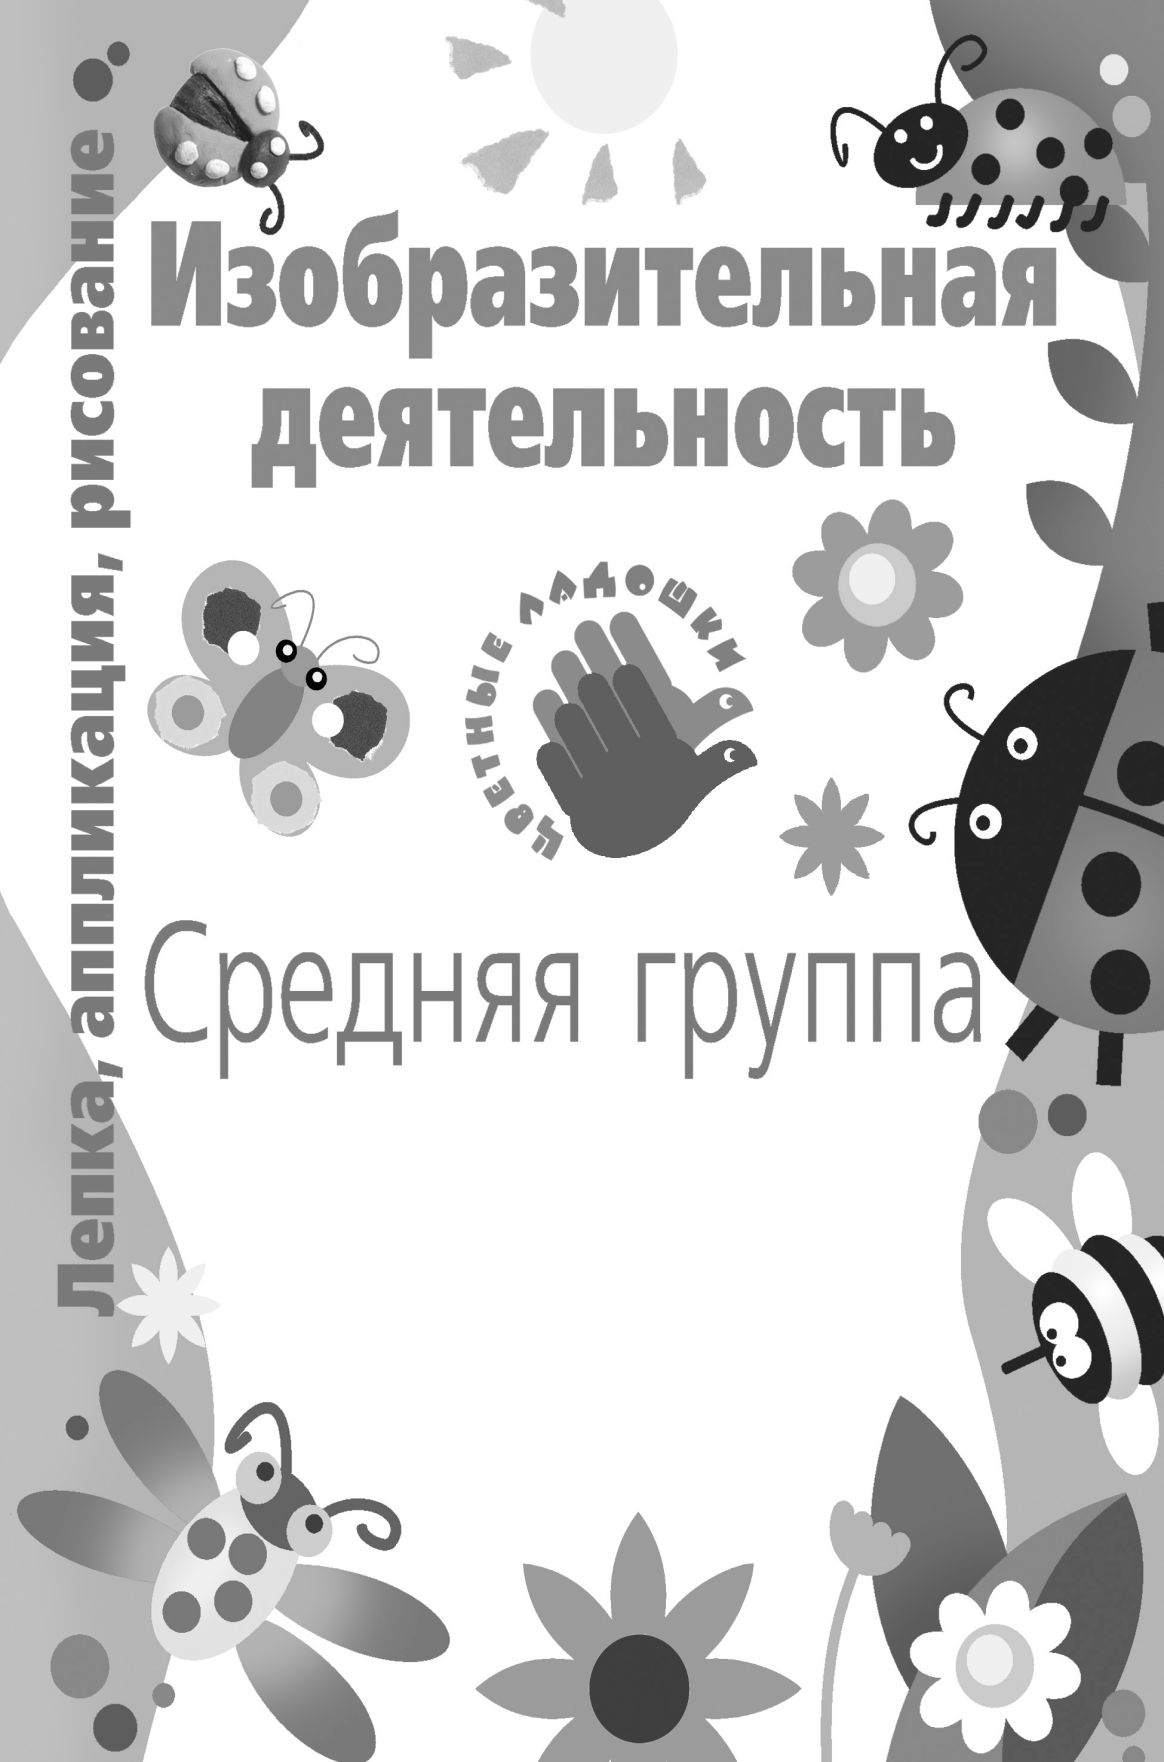 Лепка, аппликация, рисование
Изобразительная
деятельность
ЦВЕТНЫЕ ЛАДОШКИ
Средняя группа